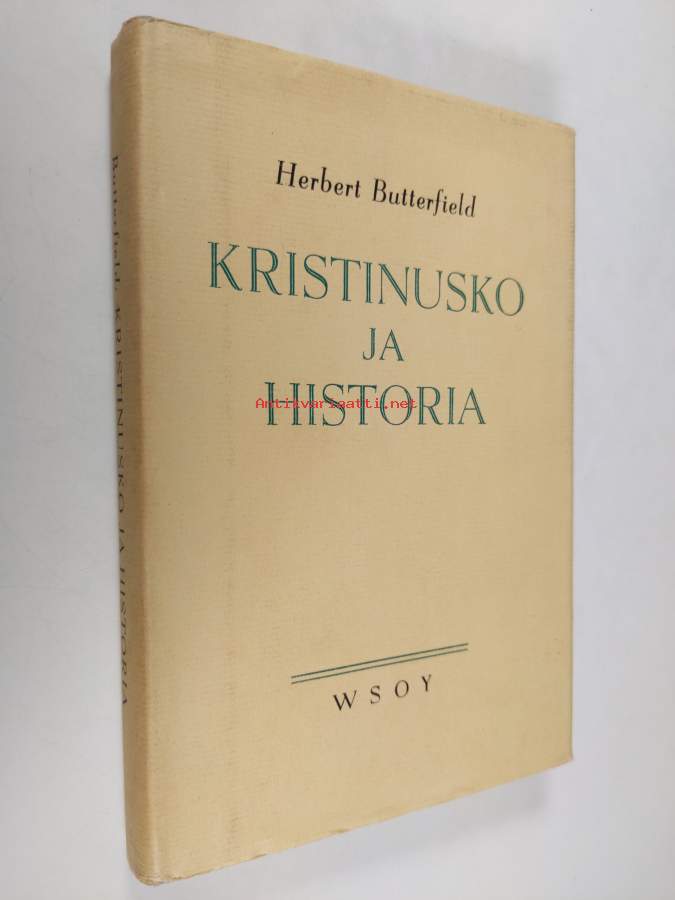 Herbert Butterfield
KRISTINUSKO
JA
HISTORIA
Antikvariaatti.net
WSOY
Butterfield, KRISTINUSKO JA HISTORIA